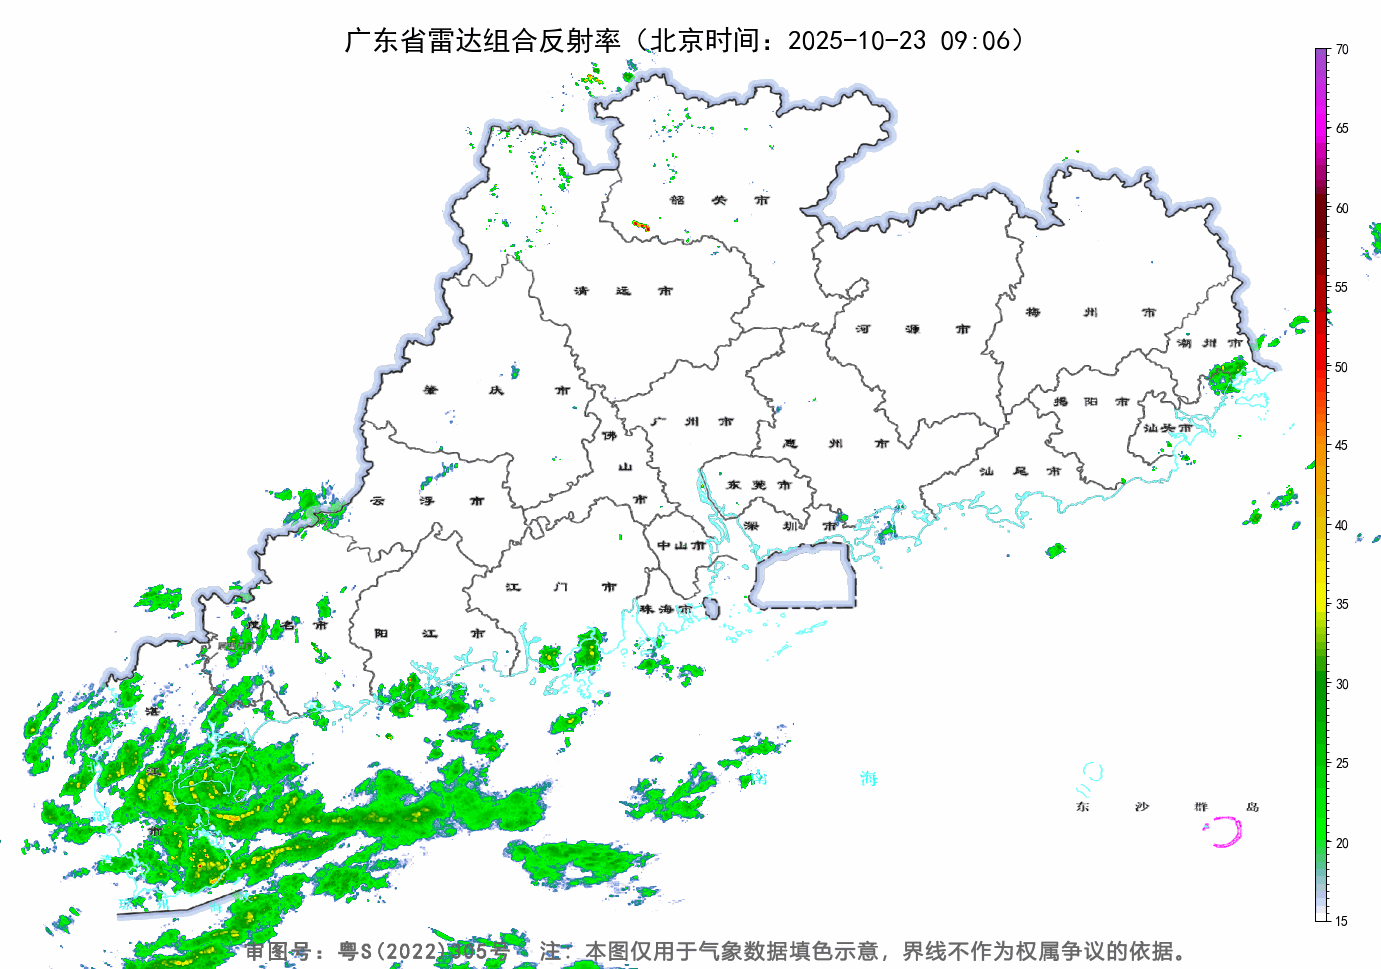 广东省雷达组合反射率（北京时间：2025-10-23 09:06）
70
65
60
55
50
45
40
35
30
25
20
15
韶关市
清远市
梅州市
河源市
潮州市
肇庆市
揭阳市
广州市
汕头市
佛山市
惠州市
汕尾市
东莞市
云浮市
深圳市
中山市
江门市
珠海市
茂名市
阳江市
湛江市
南海
东沙群岛
琼州
审图号：粤S(2022)365号 注：本图仅用于气象数据填色示意，界线不作为权属争议的依据。